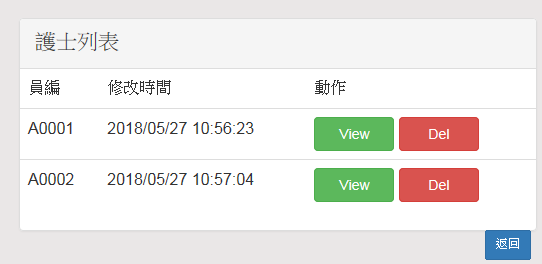 護士列表
員編 修改時間 動作
A0001 2018/05/27 10:56:23 View Del
A0002 2018/05/27 10:57:04 View Del
返回